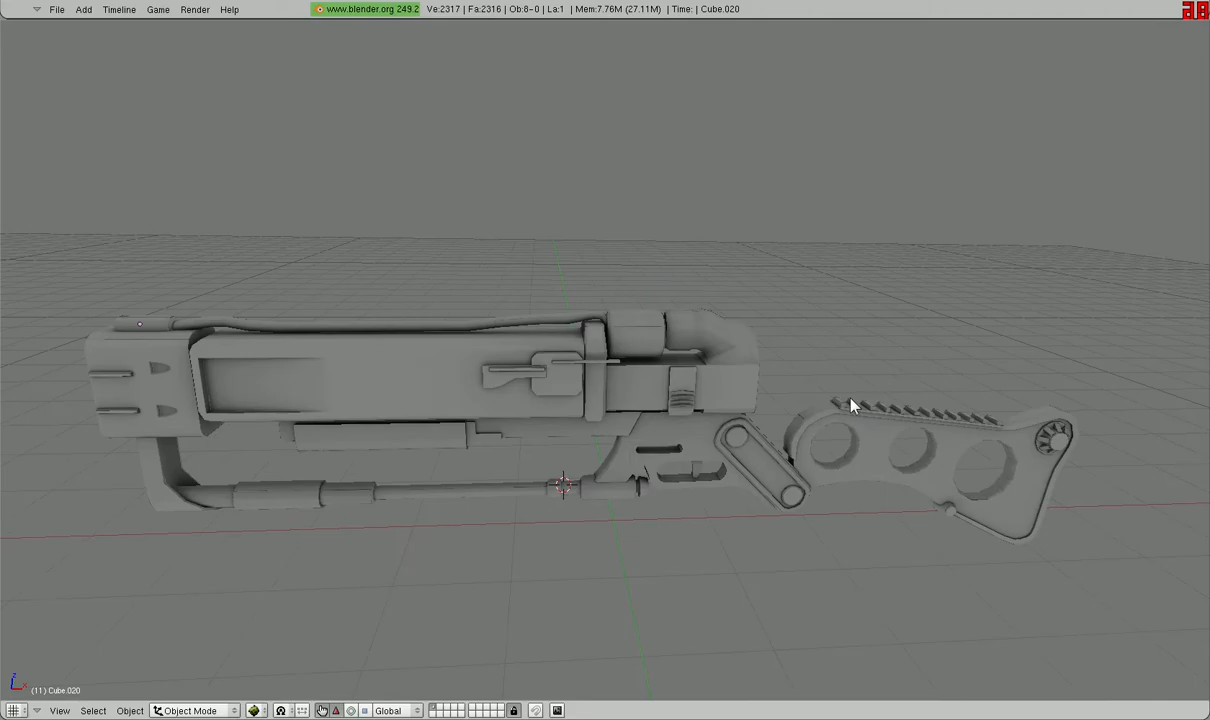 File Add Timeline Game Render Help www.blender.org 249.2 Ve:2317 | Fa:2316 | Ob:8-0 | La:1 | Mem:7.76M (27.11M) | Time: | Cube.020
z
x
(11) Cube.020
View Select Object Object Mode Global